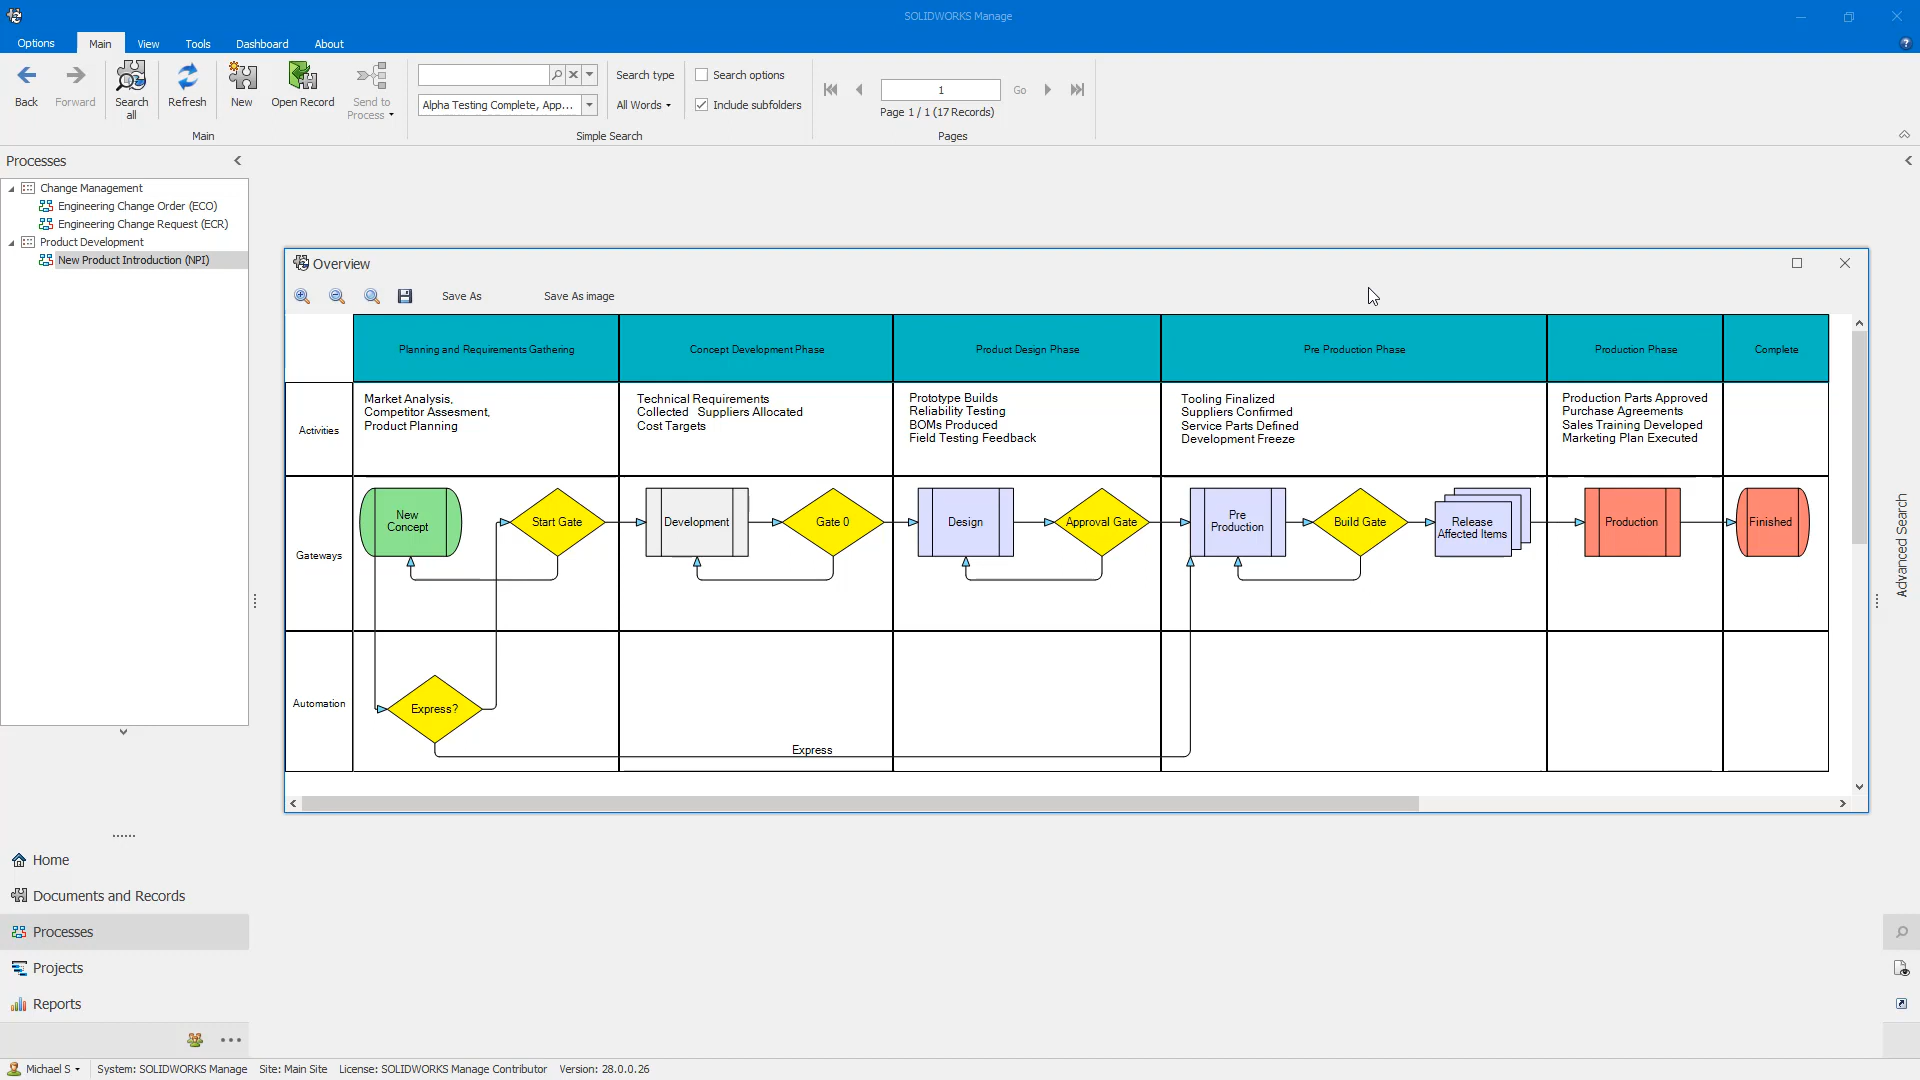 SOLIDWORKS Manage
Options
Main
View
Tools
Dashboard
About
Back
Forward
Search
all
Refresh
New
Open Record
Send to
Process
Main
Alpha Testing Complete, App...
Search type
All Words
Search options
Include subfolders
Simple Search
1
Go
Page 1 / 1 (17 Records)
Pages
Processes
Change Management
Engineering Change Order (ECO)
Engineering Change Request (ECR)
Product Development
New Product Introduction (NPI)
Overview
Save As
Save As image
Planning and Requirements Gathering
Concept Development Phase
Product Design Phase
Pre Production Phase
Production Phase
Complete
Activities
Market Analysis,
Competitor Assesment,
Product Planning
Technical Requirements
Collected Suppliers Allocated
Cost Targets
Prototype Builds
Reliability Testing
BOMs Produced
Field Testing Feedback
Tooling Finalized
Suppliers Confirmed
Service Parts Defined
Development Freeze
Production Parts Approved
Purchase Agreements
Sales Training Developed
Marketing Plan Executed
Gateways
New
Concept
Start Gate
Development
Gate 0
Design
Approval Gate
Pre
Production
Build Gate
Release
Affected Items
Production
Finished
Automation
Express?
Express
Advanced Search
Home
Documents and Records
Processes
Projects
Reports
Michael S
System: SOLIDWORKS Manage
Site: Main Site
License: SOLIDWORKS Manage Contributor
Version: 28.0.0.26